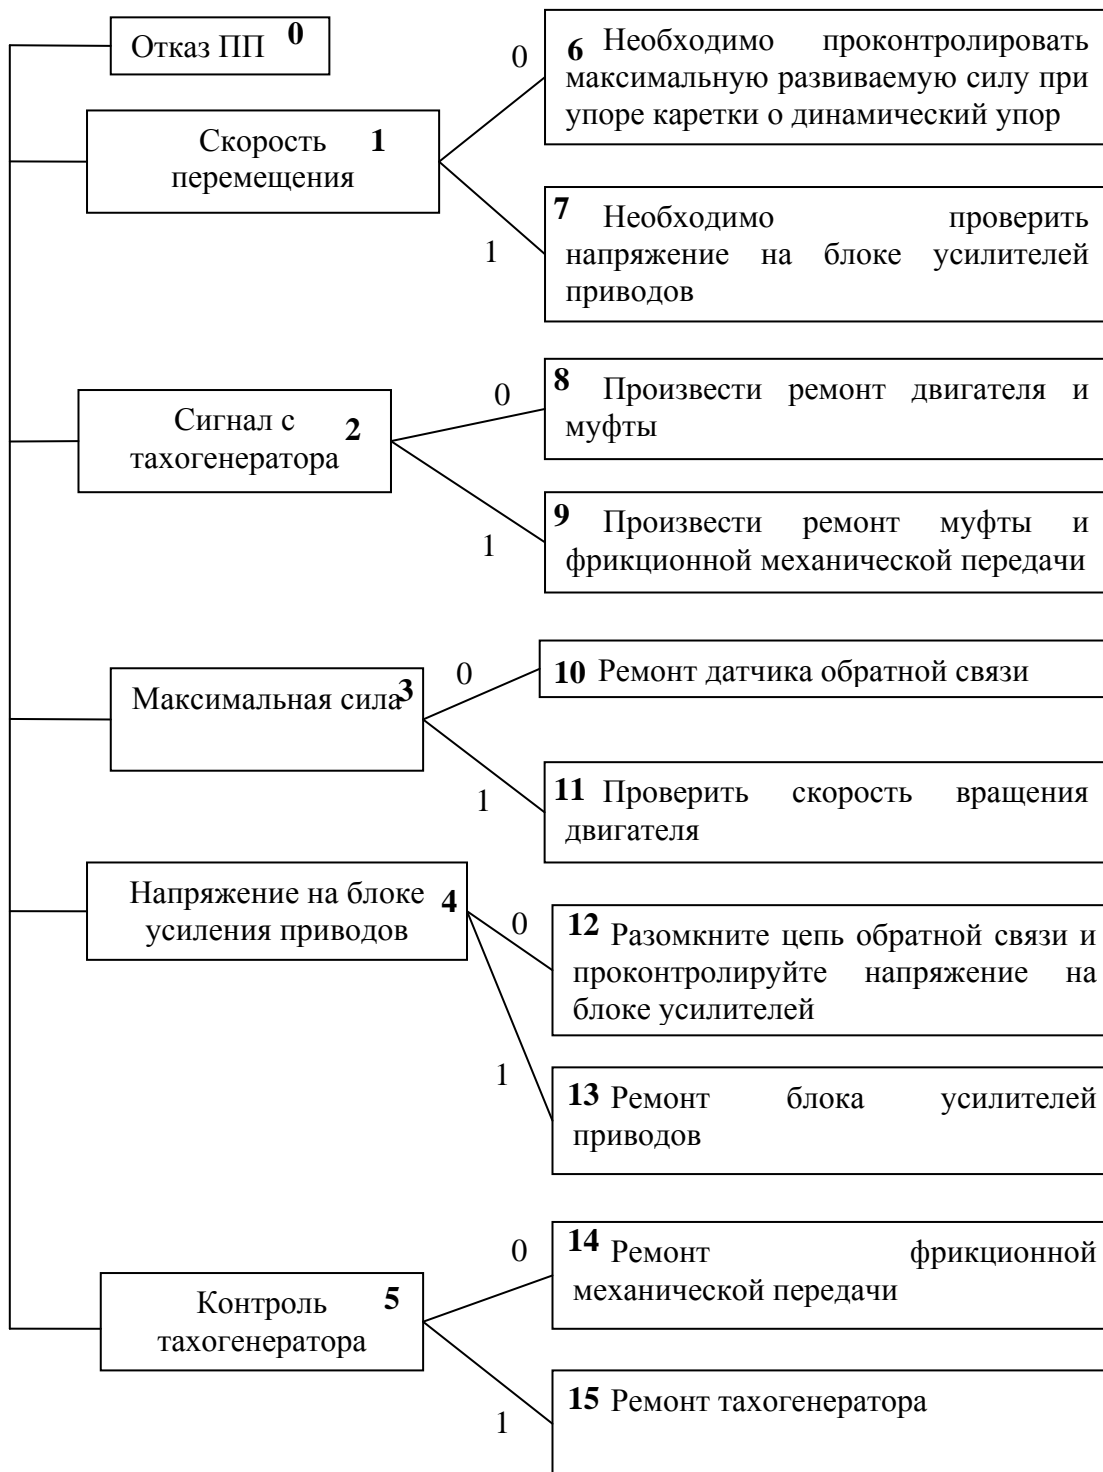 Отказ ПП 0
0
6 Необходимо проконтролировать
максимальную развиваемую силу при
упоре каретки о динамический упор
Скорость 1
перемещения
1
7 Необходимо проверить
напряжение на блоке усилителей
приводов
Сигнал с 2
тахогенератора
0
8 Произвести ремонт двигателя и
муфты
1
9 Произвести ремонт муфты и
фрикционной механической передачи
Максимальная сила 3
0
10 Ремонт датчика обратной связи
1
11 Проверить скорость вращения
двигателя
Напряжение на блоке 4
усиления приводов
0
12 Разомкните цепь обратной связи и
проконтролируйте напряжение на
блоке усилителей
1
13 Ремонт блока усилителей
приводов
Контроль 5
тахогенератора
0
14 Ремонт фрикционной
механической передачи
1
15 Ремонт тахогенератора